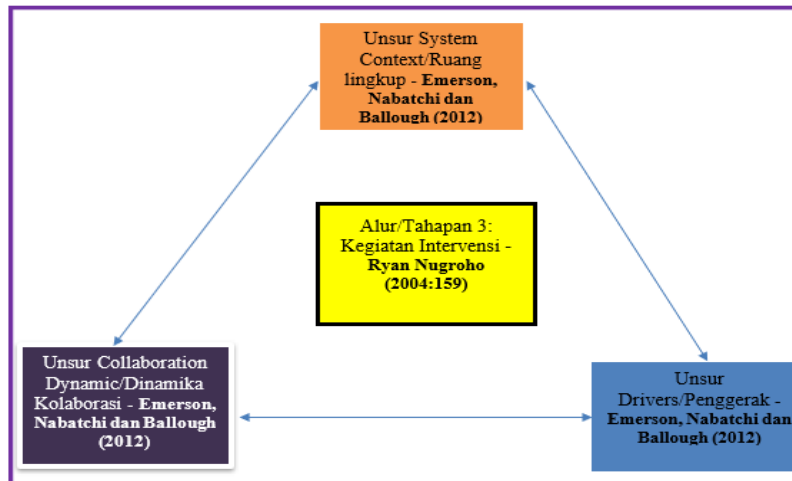 Unsur System
Context/Ruang
lingkup - Emerson,
Nabatchi dan
Ballough (2012)
Alur/Tahapan 3:
Kegiatan Intervensi -
Ryan Nugroho
(2004:159)
Unsur Collaboration
Dynamic/Dinamika
Kolaborasi - Emerson,
Nabatchi dan Ballough
(2012)
Unsur
Drivers/Penggerak -
Emerson, Nabatchi dan
Ballough (2012)